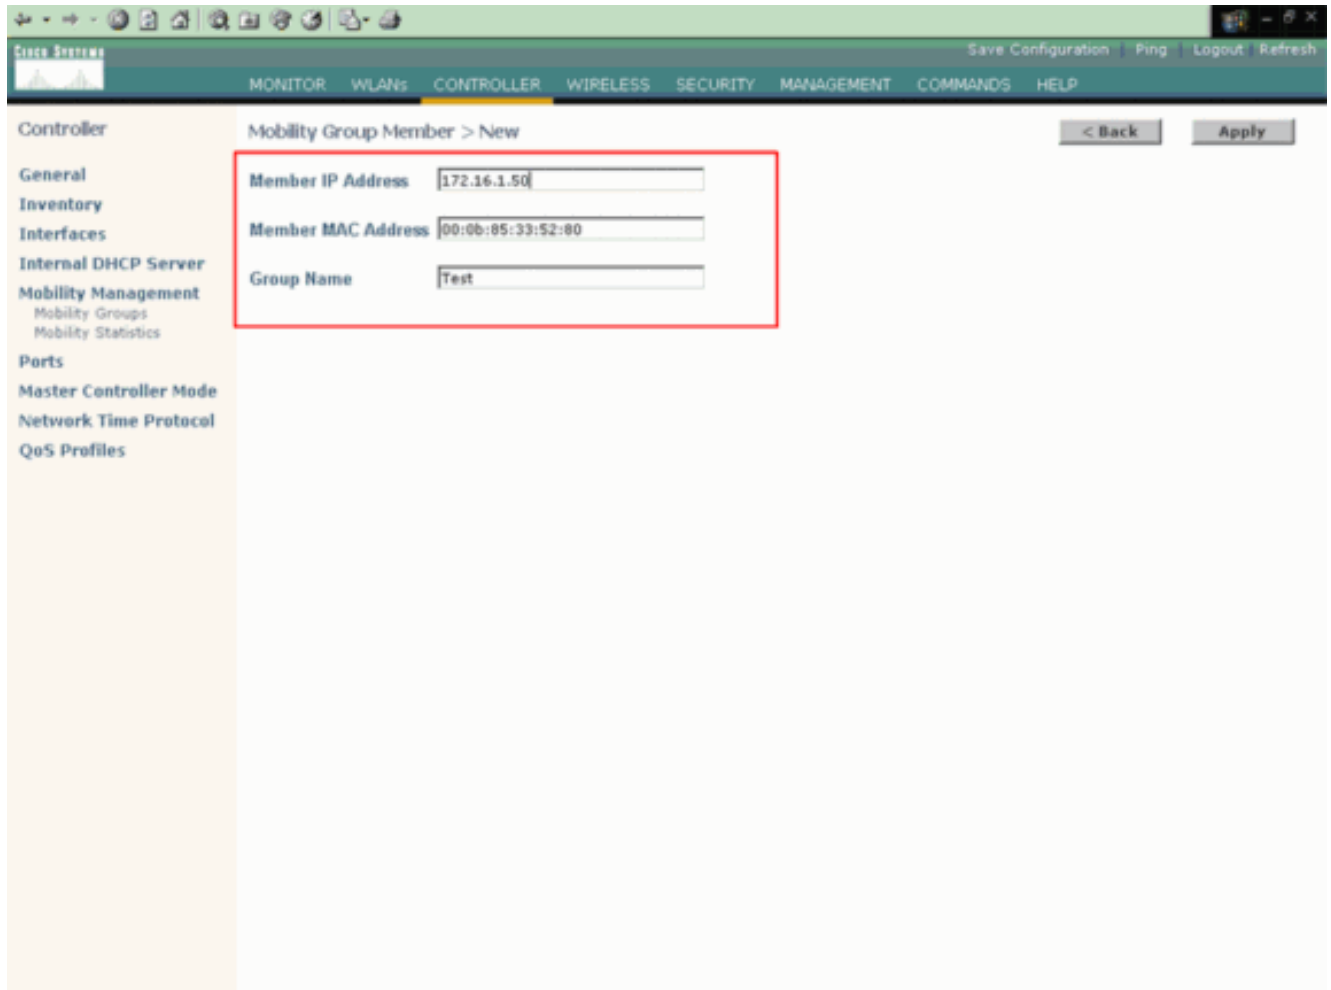 CISCO SYSTEMS
Save Configuration | Ping | Logout | Refresh
MONITOR WLANs CONTROLLER WIRELESS SECURITY MANAGEMENT COMMANDS HELP
Controller
General
Inventory
Interfaces
Internal DHCP Server
Mobility Management
Mobility Groups
Mobility Statistics
Ports
Master Controller Mode
Network Time Protocol
QoS Profiles
Mobility Group Member > New
< Back
Apply
Member IP Address 172.16.1.50
Member MAC Address 00:0b:85:33:52:80
Group Name Test